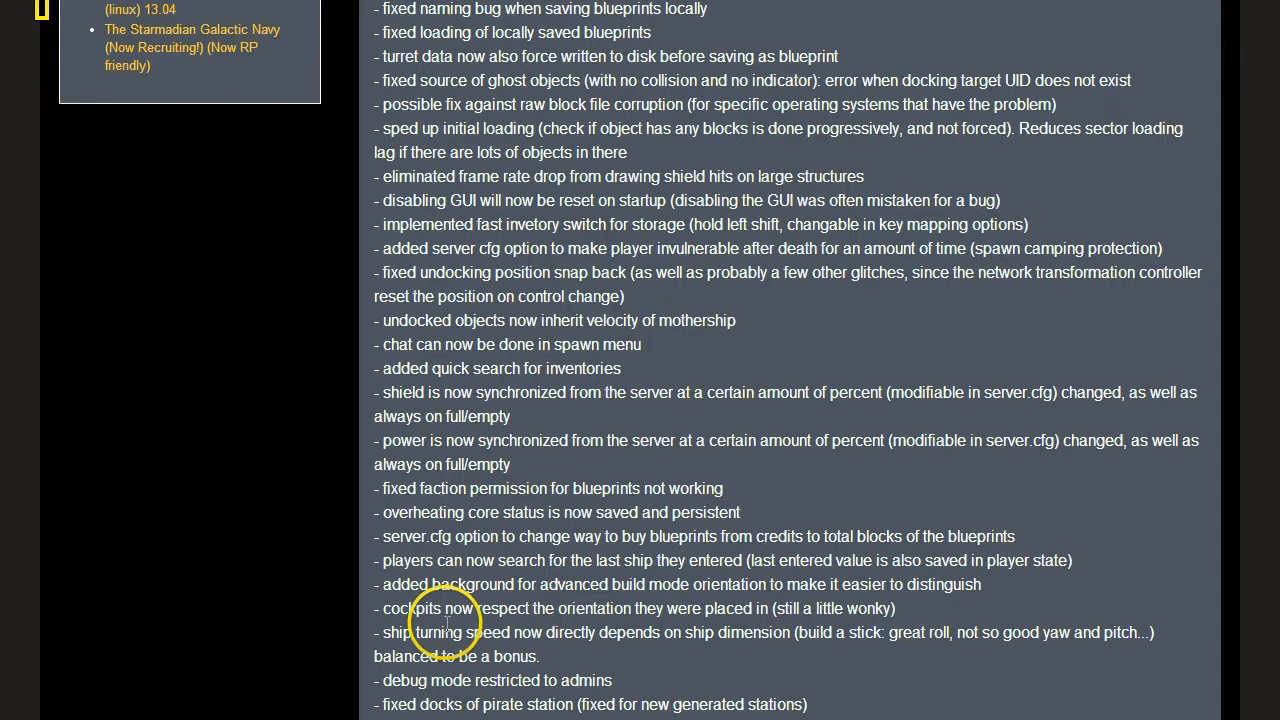 (linux) 13.04
The Starmadian Galactic Navy
(Now Recruiting!) (Now RP
friendly)
- fixed naming bug when saving blueprints locally
- fixed loading of locally saved blueprints
- turret data now also force written to disk before saving as blueprint
- fixed source of ghost objects (with no collision and no indicator): error when docking target UID does not exist
- possible fix against raw block file corruption (for specific operating systems that have the problem)
- sped up initial loading (check if object has any blocks is done progressively, and not forced). Reduces sector loading
lag if there are lots of objects in there
- eliminated frame rate drop from drawing shield hits on large structures
- disabling GUI will now be reset on startup (disabling the GUI was often mistaken for a bug)
- implemented fast invetory switch for storage (hold left shift, changable in key mapping options)
- added server cfg option to make player invulnerable after death for an amount of time (spawn camping protection)
- fixed undocking position snap back (as well as probably a few other glitches, since the network transformation controller
reset the position on control change)
- undocked objects now inherit velocity of mothership
- chat can now be done in spawn menu
- added quick search for inventories
- shield is now synchronized from the server at a certain amount of percent (modifiable in server.cfg) changed, as well as
always on full/empty
- power is now synchronized from the server at a certain amount of percent (modifiable in server.cfg) changed, as well as
always on full/empty
- fixed faction permission for blueprints not working
- overheating core status is now saved and persistent
- server.cfg option to change way to buy blueprints from credits to total blocks of the blueprints
- players can now search for the last ship they entered (last entered value is also saved in player state)
- added background for advanced build mode orientation to make it easier to distinguish
- cockpits now respect the orientation they were placed in (still a little wonky)
- ship turning speed now directly depends on ship dimension (build a stick: great roll, not so good yaw and pitch...)
balanced to be a bonus.
- debug mode restricted to admins
- fixed docks of pirate station (fixed for new generated stations)